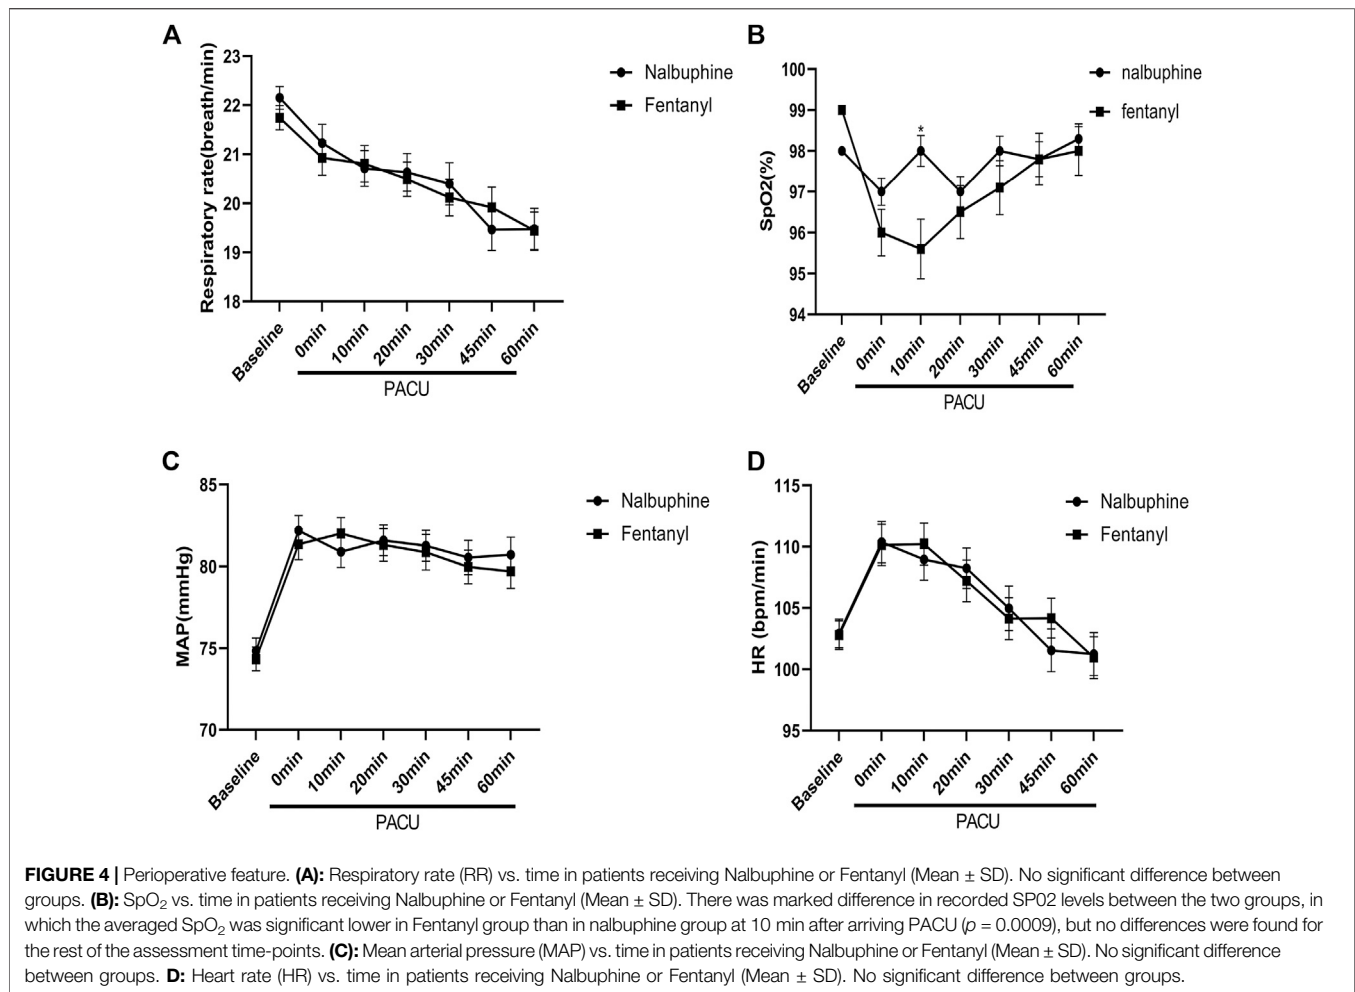 A
Respiratory rate(breath/min)
23
22
21
20
19
18
Nalbuphine
Fentanyl
Baseline
0min
10min
20min
30min
45min
60min
PACU
B
SpO2(%)
100
99
98
97
96
95
94
*
nalbuphine
fentanyl
Baseline
0min
10min
20min
30min
45min
60min
PACU
C
MAP(mmHg)
85
80
75
70
Nalbuphine
Fentanyl
Baseline
0min
10min
20min
30min
45min
60min
PACU
D
HR (bpm/min)
115
110
105
100
95
Nalbuphine
Fentanyl
Baseline
0min
10min
20min
30min
45min
60min
PACU
FIGURE 4 | Perioperative feature. (A): Respiratory rate (RR) vs. time in patients receiving Nalbuphine or Fentanyl (Mean ± SD). No significant difference between
groups. (B): SpO₂ vs. time in patients receiving Nalbuphine or Fentanyl (Mean ± SD). There was marked difference in recorded SP02 levels between the two groups, in
which the averaged SpO₂ was significant lower in Fentanyl group than in nalbuphine group at 10 min after arriving PACU (p = 0.0009), but no differences were found for
the rest of the assessment time-points. (C): Mean arterial pressure (MAP) vs. time in patients receiving Nalbuphine or Fentanyl (Mean ± SD). No significant difference
between groups. D: Heart rate (HR) vs. time in patients receiving Nalbuphine or Fentanyl (Mean ± SD). No significant difference between groups.